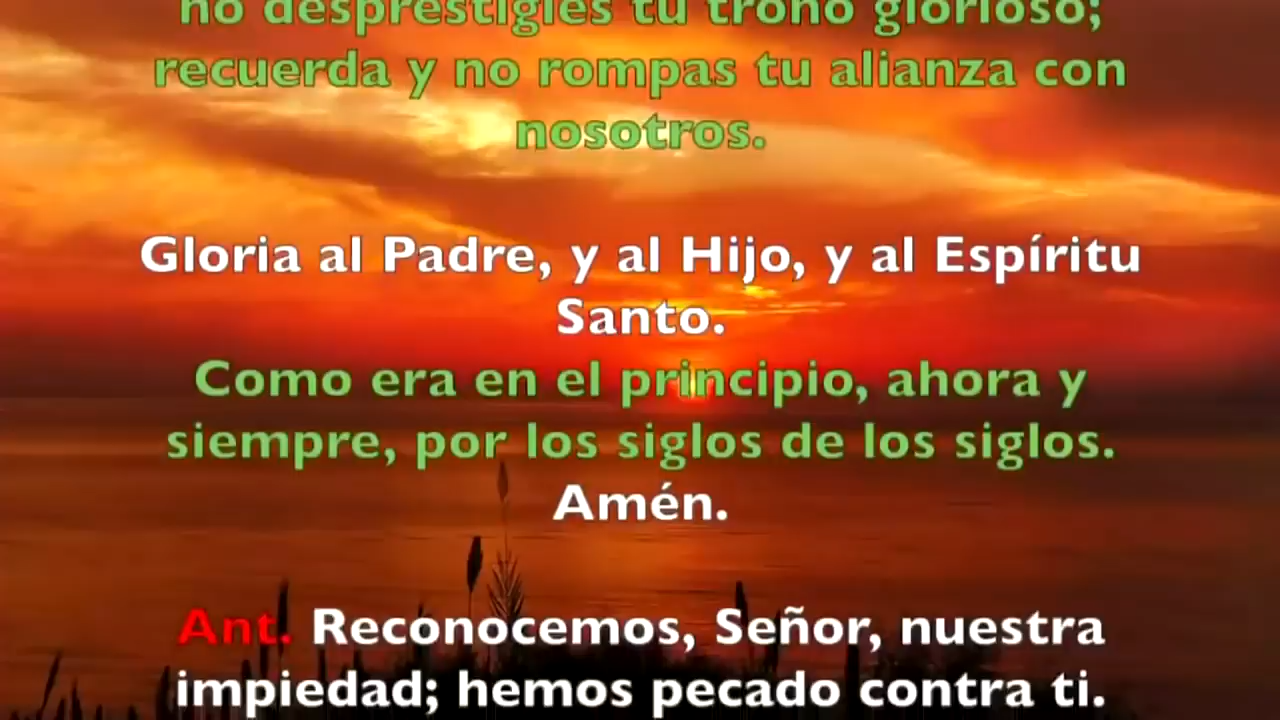 no desprestigies tu trono glorioso;
recuerda y no rompas tu alianza con
nosotros.
Gloria al Padre, y al Hijo, y al Espíritu
Santo.
Como era en el principio, ahora y
siempre, por los siglos de los siglos.
Amén.
Ant. Reconocemos, Señor, nuestra
impiedad; hemos pecado contra ti.